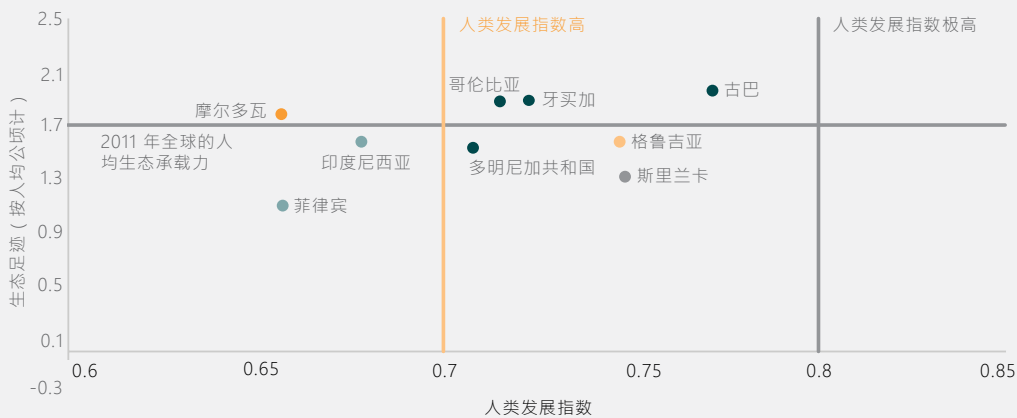 2.5
人类发展指数高
人类发展指数极高
2.1
哥伦比亚
牙买加
古巴
摩尔多瓦
1.7
2011 年全球的人
均生态承载力
印度尼西亚
多明尼加共和国
格鲁吉亚
斯里兰卡
1.3
菲律宾
0.9
0.5
0.1
-0.3
生态足迹（按人均公顷计）
0.6
0.65
0.7
0.75
0.8
0.85
人类发展指数